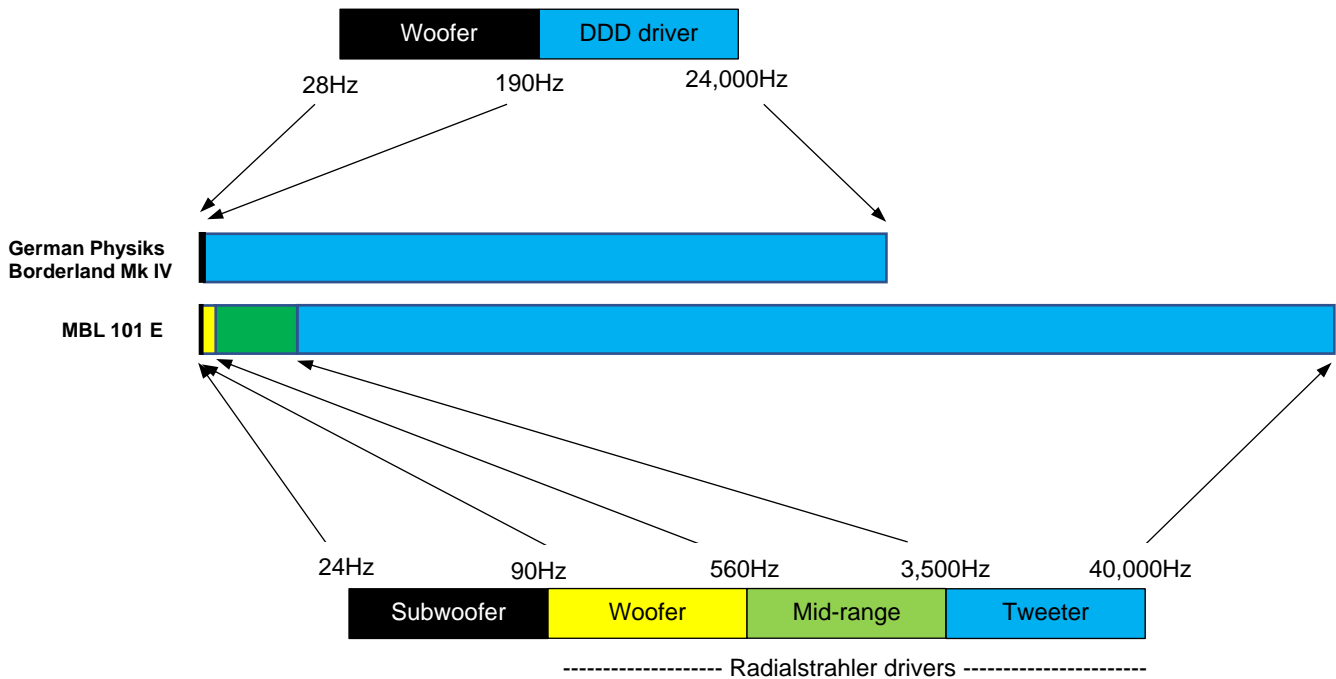 Woofer DDD driver
28Hz 190Hz 24,000Hz
German Physiks
Borderland Mk IV
MBL 101 E
24Hz 90Hz 560Hz 3,500Hz 40,000Hz
Subwoofer Woofer Mid-range Tweeter
-------------------- Radialstrahler drivers -----------------------